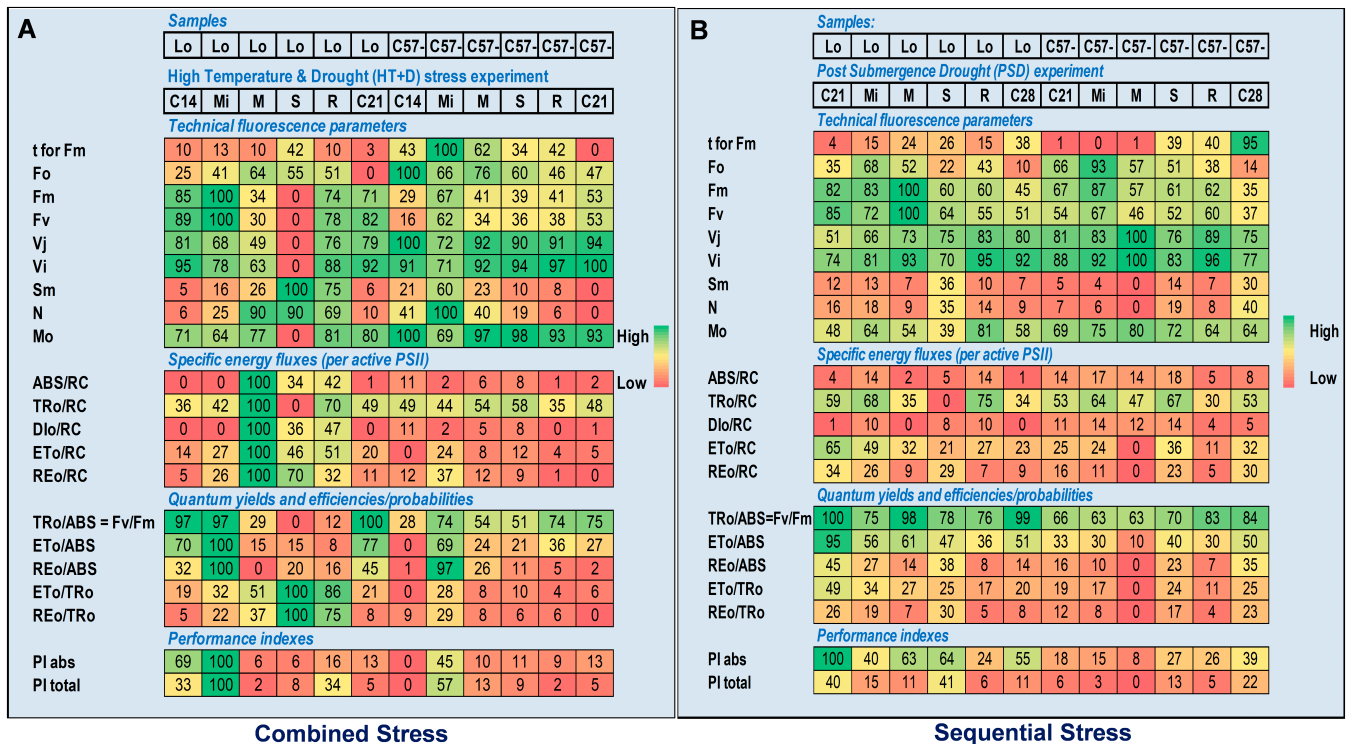 A
Samples
Lo Lo Lo Lo Lo Lo C57- C57- C57- C57- C57- C57-
High Temperature & Drought (HT+D) stress experiment
C14 Mi M S R C21 C14 Mi M S R C21
Technical fluorescence parameters
t for Fm 10 13 10 42 10 3 43 100 62 34 42 0
Fo 25 41 64 55 51 0 100 66 76 60 46 47
Fm 85 100 34 0 74 71 29 67 41 39 41 53
Fv 89 100 30 0 78 82 16 62 34 36 38 53
Vj 81 68 49 0 76 79 100 72 92 90 91 94
Vi 95 78 63 0 88 92 91 71 92 94 97 100
Sm 5 16 26 100 75 6 21 60 23 10 8 0
N 6 25 90 90 69 10 41 100 40 19 6 0
Mo 71 64 77 0 81 80 100 69 97 98 93 93
High
Low
Specific energy fluxes (per active PSII)
ABS/RC 0 0 100 34 42 1 11 2 6 8 1 2
TRo/RC 36 42 100 0 70 49 49 44 54 58 35 48
DIo/RC 0 0 100 36 47 0 11 2 5 8 0 1
ETo/RC 14 27 100 46 51 20 0 24 8 12 4 5
REo/RC 5 26 100 70 32 11 12 37 12 9 1 0
Quantum yields and efficiencies/probabilities
TRo/ABS = Fv/Fm 97 97 29 0 12 100 28 74 54 51 74 75
ETo/ABS 70 100 15 15 8 77 0 69 24 21 36 27
REo/ABS 32 100 0 20 16 45 1 97 26 11 5 2
ETo/TRo 19 32 51 100 86 21 0 28 8 10 4 6
REo/TRo 5 22 37 100 75 8 9 29 8 6 6 0
Performance indexes
PI abs 69 100 6 6 16 13 0 45 10 11 9 13
PI total 33 100 2 8 34 5 0 57 13 9 2 5
Combined Stress
B
Samples:
Lo Lo Lo Lo Lo Lo C57- C57- C57- C57- C57- C57-
Post Submergence Drought (PSD) experiment
C21 Mi M S R C28 C21 Mi M S R C28
Technical fluorescence parameters
t for Fm 4 15 24 26 15 38 1 0 1 39 40 95
Fo 35 68 52 22 43 10 66 93 57 51 38 14
Fm 82 83 100 60 60 45 67 87 57 61 62 35
Fv 85 72 100 64 55 51 54 67 46 52 60 37
Vj 51 66 73 75 83 80 81 83 100 76 89 75
Vi 74 81 93 70 95 92 88 92 100 83 96 77
Sm 12 13 7 36 10 7 5 4 0 14 7 30
N 16 18 9 35 14 9 7 6 0 19 8 40
Mo 48 64 54 39 81 58 69 75 80 72 64 64
High
Low
Specific energy fluxes (per active PSII)
ABS/RC 4 14 2 5 14 1 14 17 14 18 5 8
TRo/RC 59 68 35 0 75 34 53 64 47 67 30 53
DIo/RC 1 10 0 8 10 0 11 14 12 14 4 5
ETo/RC 65 49 32 21 27 23 25 24 0 36 11 32
REo/RC 34 26 9 29 7 9 16 11 0 23 5 30
Quantum yields and efficiencies/probabilities
TRo/ABS=Fv/Fm 100 75 98 78 76 99 66 63 63 70 83 84
ETo/ABS 95 56 61 47 36 51 33 30 10 40 30 50
REo/ABS 45 27 14 38 8 14 16 10 0 23 7 35
ETo/TRo 49 34 27 25 17 20 19 17 0 24 11 25
REo/TRo 26 19 7 30 5 8 12 8 0 17 4 23
Performance indexes
PI abs 100 40 63 64 24 55 18 15 8 27 26 39
PI total 40 15 11 41 6 11 6 3 0 13 5 22
Sequential Stress